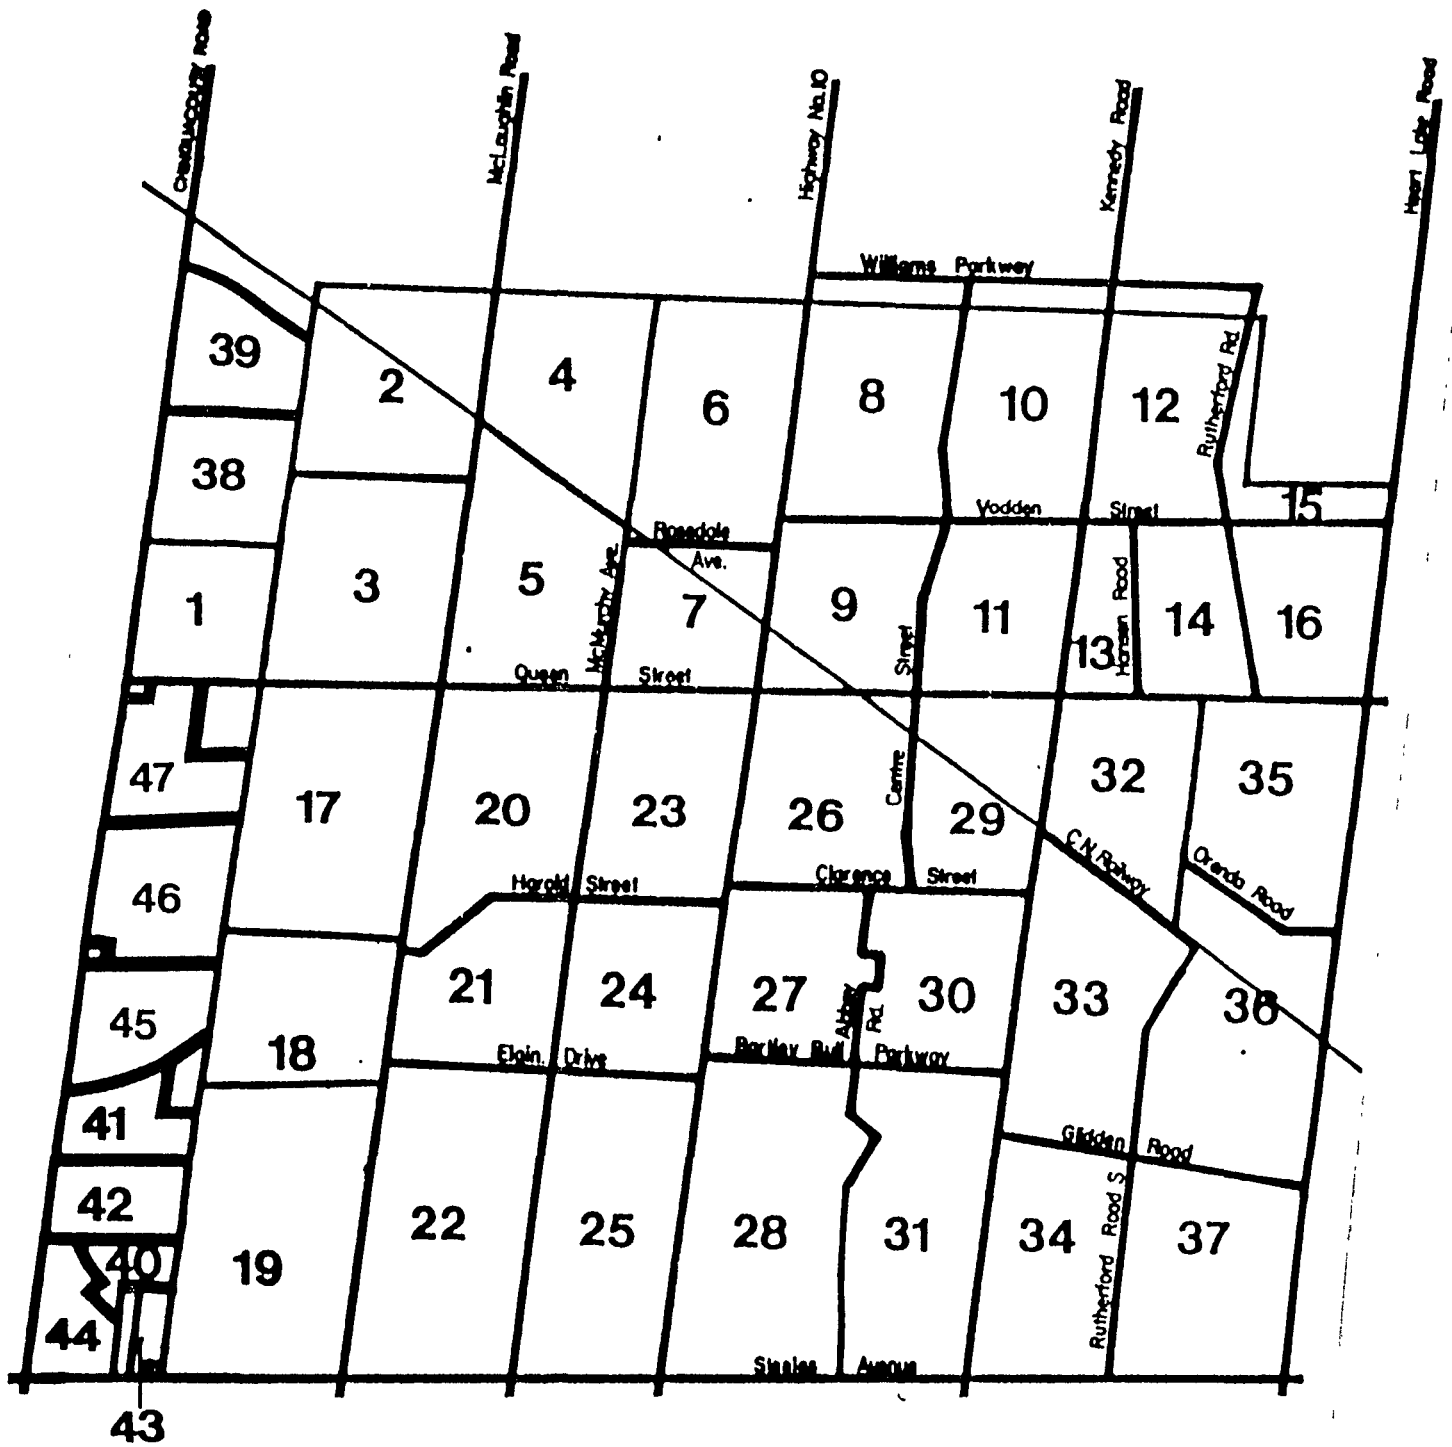 CHINGUACOUSY ROAD
McLaughlin Road
Highway No.10
Kennedy Road
Heart Lake Road
Williams Parkway
39
2
4
6
8
10
12
Rutherford Rd.
38
15
Vodden Street
Rosedale
Ave.
1
3
5
McMurchy Ave.
7
9
Street
11
13
Hansen Road
14
16
Queen Street
47
17
20
23
26
Centre
29
32
35
C.N. Railway
Orenda Road
Clarence Street
Harold Street
46
45
18
21
24
27
Abbey
Rd.
30
33
36
Elgin. Drive
Bartley Bull Parkway
41
Glidden Road
42
40
19
22
25
28
31
34
Rutherford Road S.
37
44
Steeles Avenue
43